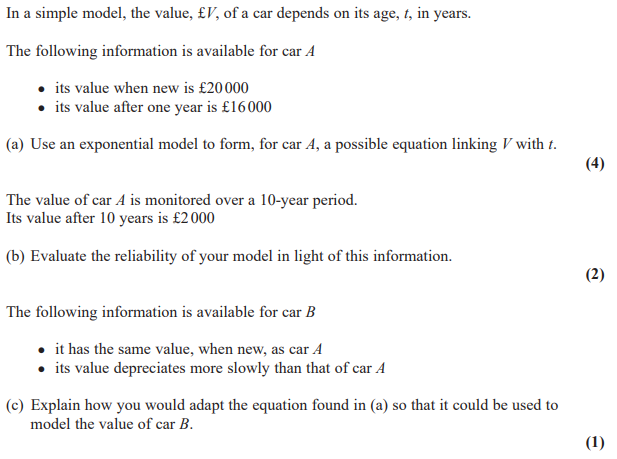 In a simple model, the value, £V, of a car depends on its age, t, in years.
The following information is available for car A
• its value when new is £20 000
• its value after one year is £16 000
(a) Use an exponential model to form, for car A, a possible equation linking V with t.
(4)
The value of car A is monitored over a 10-year period.
Its value after 10 years is £2 000
(b) Evaluate the reliability of your model in light of this information.
(2)
The following information is available for car B
• it has the same value, when new, as car A
• its value depreciates more slowly than that of car A
(c) Explain how you would adapt the equation found in (a) so that it could be used to
model the value of car B.
(1)